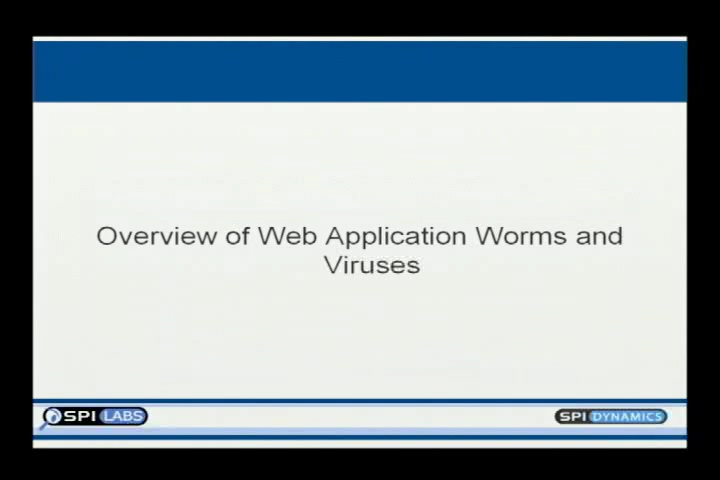 Overview of Web Application Worms and
Viruses
SPI LABS
SPI DYNAMICS